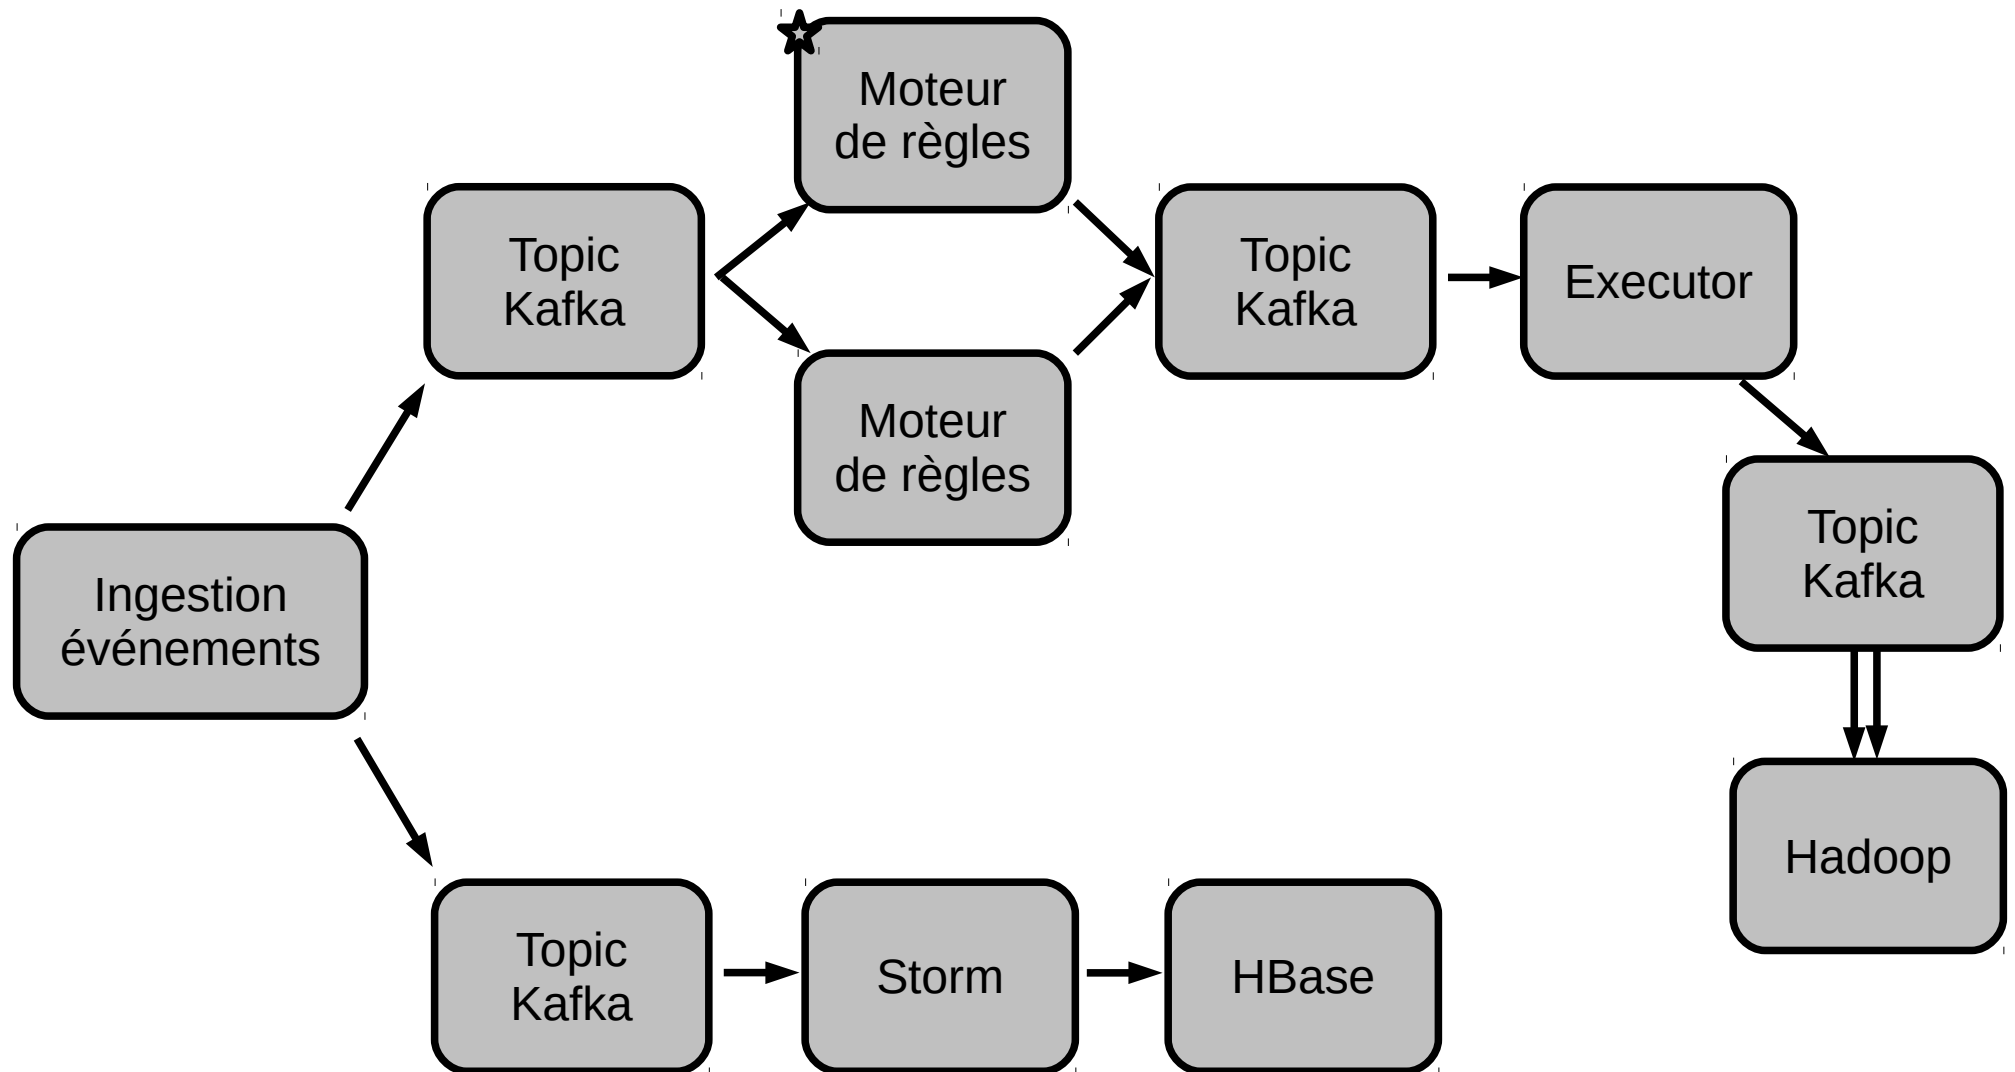 Moteur
de règles
Topic
Kafka
Topic
Kafka
Executor
Moteur
de règles
Topic
Kafka
Ingestion
événements
Hadoop
Topic
Kafka
Storm
HBase